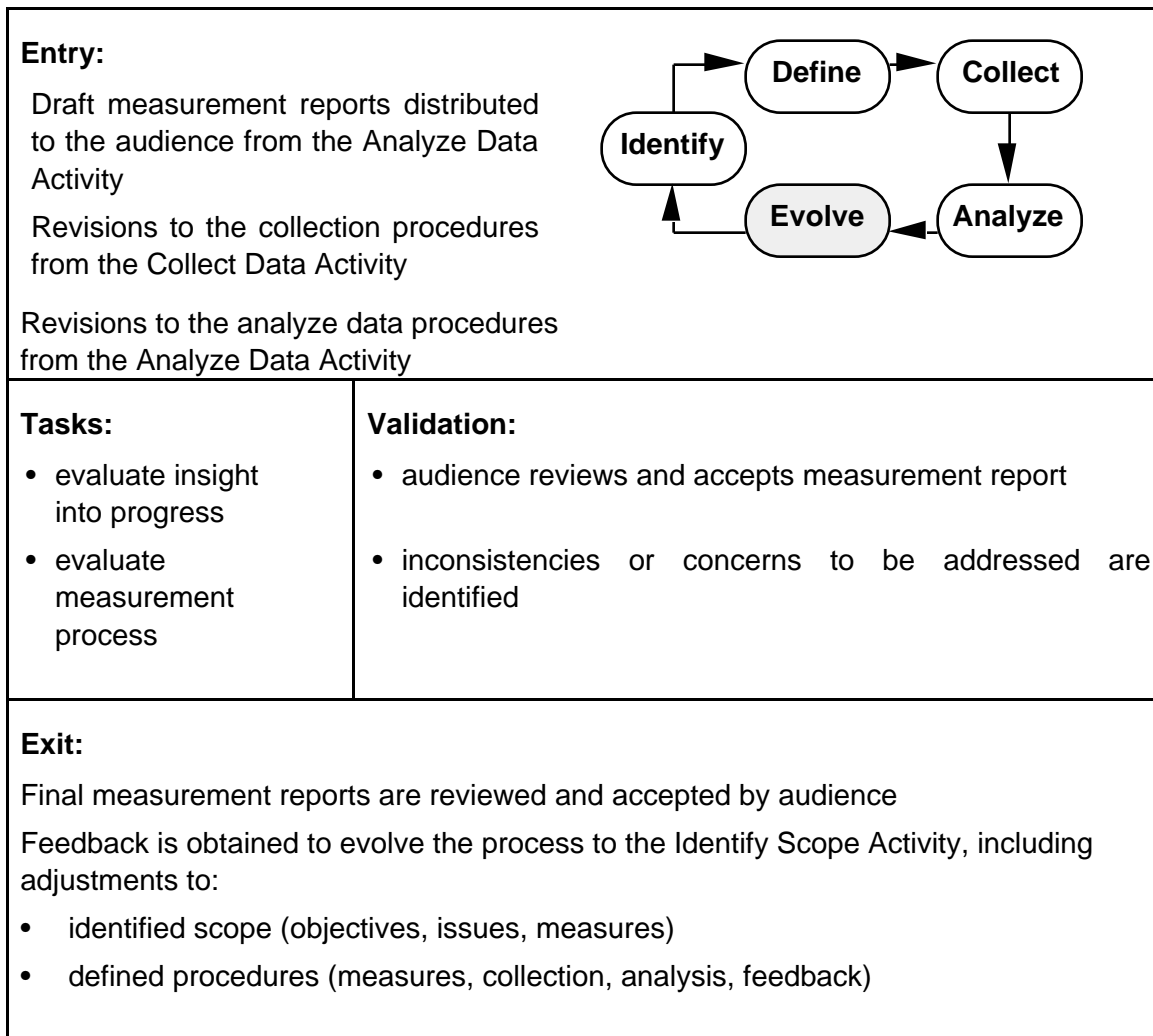 Entry:
Draft measurement reports distributed
to the audience from the Analyze Data
Activity
Revisions to the collection procedures
from the Collect Data Activity
Revisions to the analyze data procedures
from the Analyze Data Activity
Define
Collect
Identify
Evolve
Analyze
Tasks:
• evaluate insight
into progress
• evaluate
measurement
process
Validation:
• audience reviews and accepts measurement report
• inconsistencies or concerns to be addressed are
identified
Exit:
Final measurement reports are reviewed and accepted by audience
Feedback is obtained to evolve the process to the Identify Scope Activity, including
adjustments to:
• identified scope (objectives, issues, measures)
• defined procedures (measures, collection, analysis, feedback)